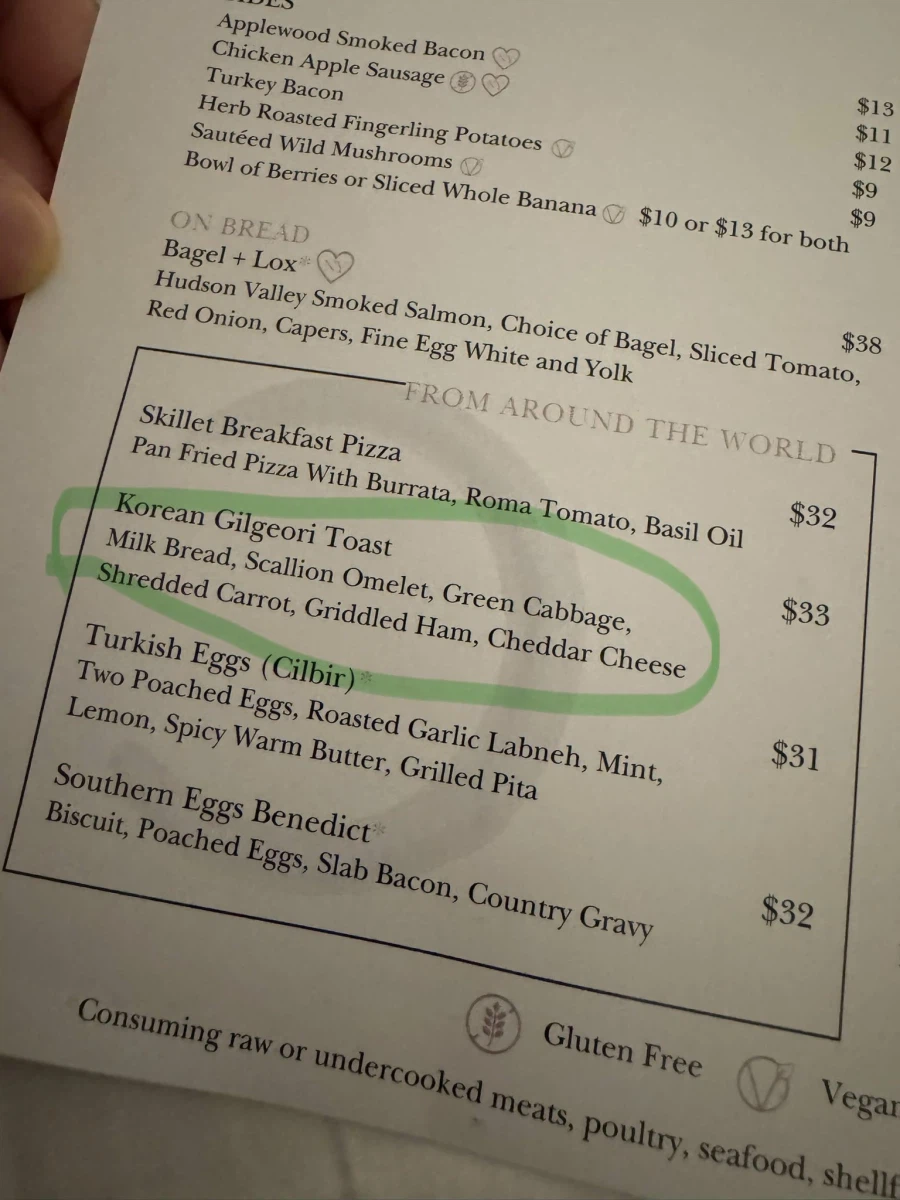 Applewood Smoked Bacon
$13
Chicken Apple Sausage
$11
Turkey Bacon
$12
Herb Roasted Fingerling Potatoes
$9
Sautéed Wild Mushrooms
$9
Bowl of Berries or Sliced Whole Banana $10 or $13 for both
ON BREAD
Bagel + Lox*
$38
Hudson Valley Smoked Salmon, Choice of Bagel, Sliced Tomato,
Red Onion, Capers, Fine Egg White and Yolk
FROM AROUND THE WORLD
Skillet Breakfast Pizza
$32
Pan Fried Pizza With Burrata, Roma Tomato, Basil Oil
Korean Gilgeori Toast
$33
Milk Bread, Scallion Omelet, Green Cabbage,
Shredded Carrot, Griddled Ham, Cheddar Cheese
Turkish Eggs (Cilbir)*
$31
Two Poached Eggs, Roasted Garlic Labneh, Mint,
Lemon, Spicy Warm Butter, Grilled Pita
Southern Eggs Benedict*
$32
Biscuit, Poached Eggs, Slab Bacon, Country Gravy
Gluten Free
Consuming raw or undercooked meats, poultry, seafood,